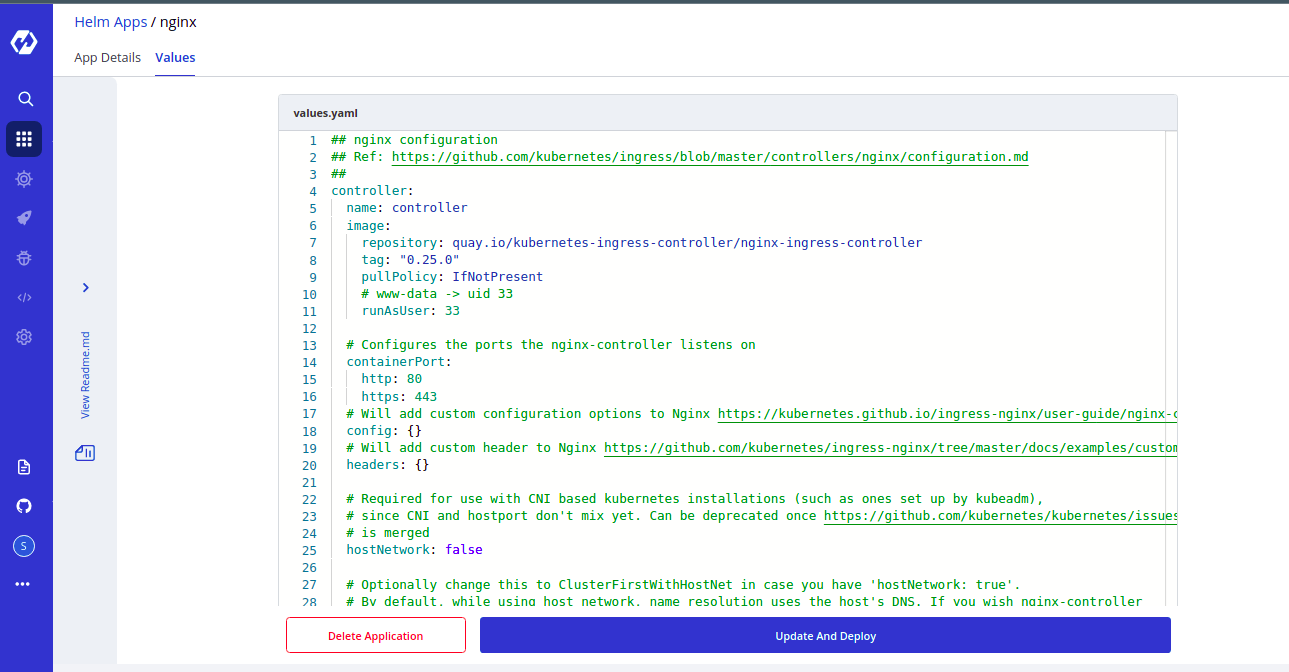 Helm Apps / nginx
App Details Values
values.yaml
1 ## nginx configuration
2 ## Ref: https://github.com/kubernetes/ingress/blob/master/controllers/nginx/configuration.md
3 ##
4 controller:
5 name: controller
6 image:
7 repository: quay.io/kubernetes-ingress-controller/nginx-ingress-controller
8 tag: "0.25.0"
9 pullPolicy: IfNotPresent
10 # www-data -> uid 33
11 runAsUser: 33
12
13 # Configures the ports the nginx-controller listens on
14 containerPort:
15 http: 80
16 https: 443
17 # Will add custom configuration options to Nginx https://kubernetes.github.io/ingress-nginx/user-guide/nginx-c
18 config: {}
19 # Will add custom header to Nginx https://github.com/kubernetes/ingress-nginx/tree/master/docs/examples/custom
20 headers: {}
21
22 # Required for use with CNI based kubernetes installations (such as ones set up by kubeadm),
23 # since CNI and hostport don't mix yet. Can be deprecated once https://github.com/kubernetes/kubernetes/issues
24 # is merged
25 hostNetwork: false
26
27 # Optionally change this to ClusterFirstWithHostNet in case you have 'hostNetwork: true'.
28 # By default, while using host network, name resolution uses the host's DNS. If you wish nginx-controller
View Readme.md
S
Delete Application
Update And Deploy